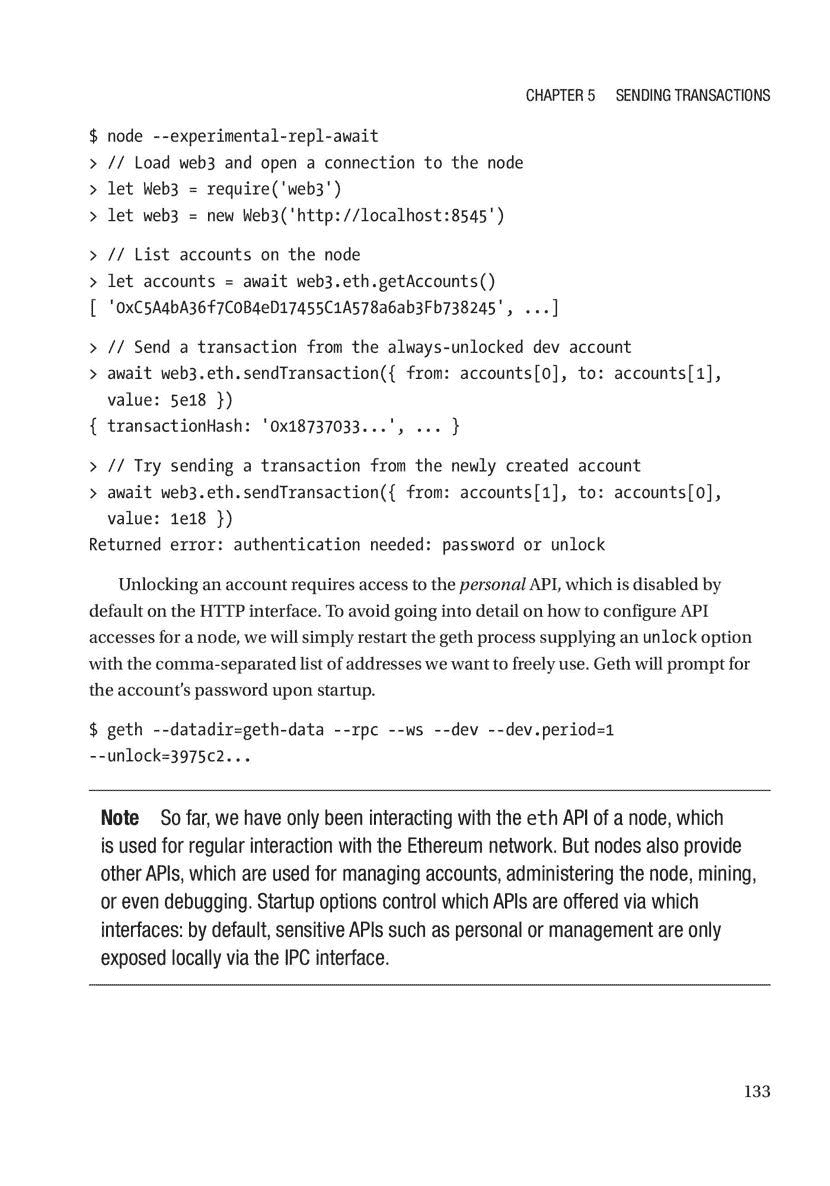 CHAPTER 5 SENDING TRANSACTIONS
$ node --experimental-repl-await
> // Load web3 and open a connection to the node
> let Web3 = require('web3')
> let web3 = new Web3('http://localhost:8545')
> // List accounts on the node
> let accounts = await web3.eth.getAccounts()
[ '0xC5A4bA36f7C0B4eD17455C1A578a6ab3Fb738245', ...]
> // Send a transaction from the always-unlocked dev account
> await web3.eth.sendTransaction({ from: accounts[0], to: accounts[1],
value: 5e18 })
{ transactionHash: '0x18737033...', ... }
> // Try sending a transaction from the newly created account
> await web3.eth.sendTransaction({ from: accounts[1], to: accounts[0],
value: 1e18 })
Returned error: authentication needed: password or unlock
Unlocking an account requires access to the personal API, which is disabled by
default on the HTTP interface. To avoid going into detail on how to configure API
accesses for a node, we will simply restart the geth process supplying an unlock option
with the comma-separated list of addresses we want to freely use. Geth will prompt for
the account's password upon startup.
$ geth --datadir=geth-data --rpc --ws --dev --dev.period=1
--unlock=3975c2...
Note So far, we have only been interacting with the eth API of a node, which
is used for regular interaction with the Ethereum network. But nodes also provide
other APIs, which are used for managing accounts, administering the node, mining,
or even debugging. Startup options control which APIs are offered via which
interfaces: by default, sensitive APIs such as personal or management are only
exposed locally via the IPC interface.
133